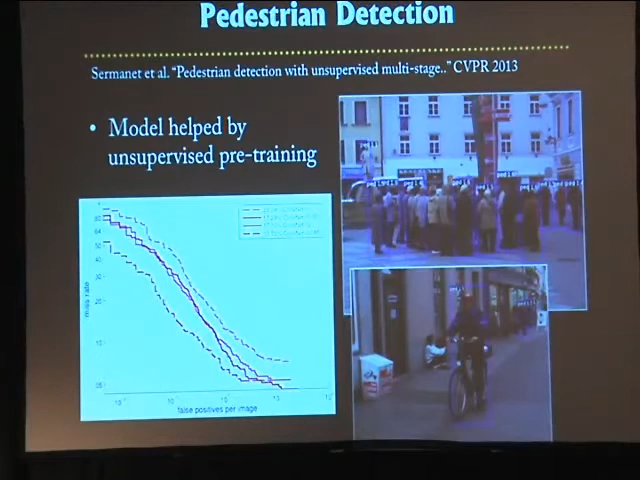 Pedestrian Detection
Sermanet et al. “Pedestrian detection with unsupervised multi-stage..” CVPR 2013
• Model helped by
unsupervised pre-training
miss rate
false positives per image